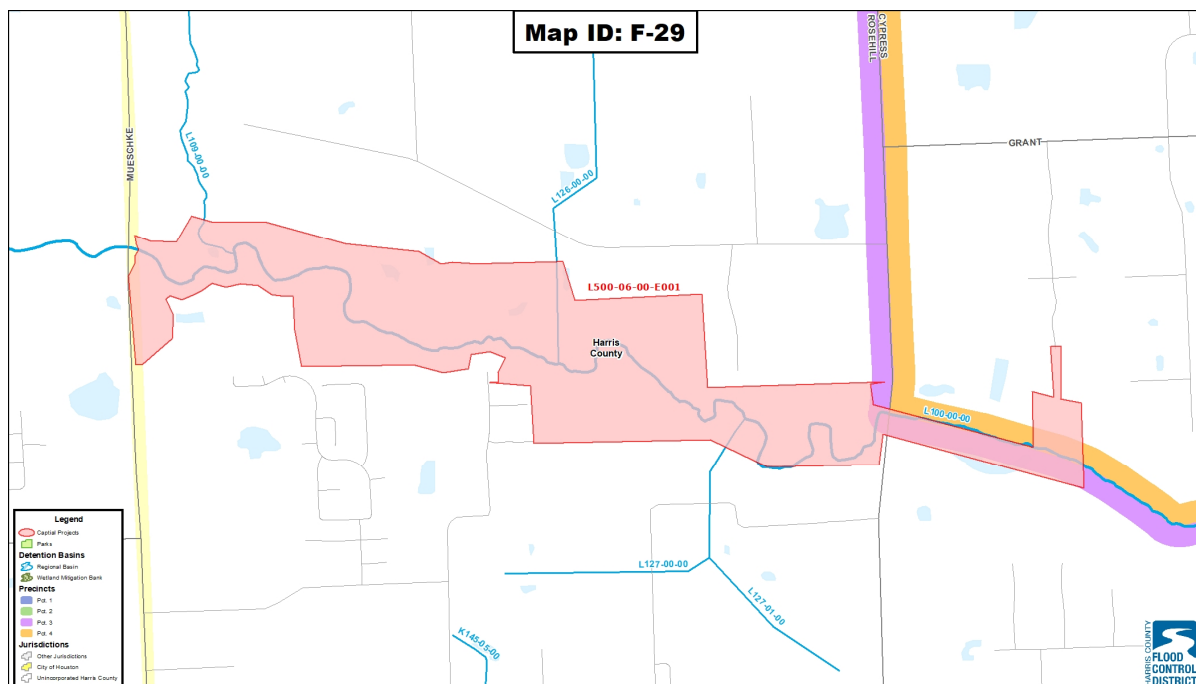 Map ID: F-29
CYPRESS
ROSEHILL
MUESCHKE
L109-00-00
GRANT
L126-00-00
L500-06-00-E001
Harris
County
L100-00-00
L127-00-00
L127-01-00
K145-05-00
Legend
Captial Projects
Parks
Detention Basins
Regional Basin
Wetland Mitigation Bank
Precincts
Pct. 1
Pct. 2
Pct. 3
Pct. 4
Jurisdictions
Other Jurisdictions
City of Houston
Unincorporated Harris County
HARRIS COUNTY
FLOOD
CONTROL
DISTRICT